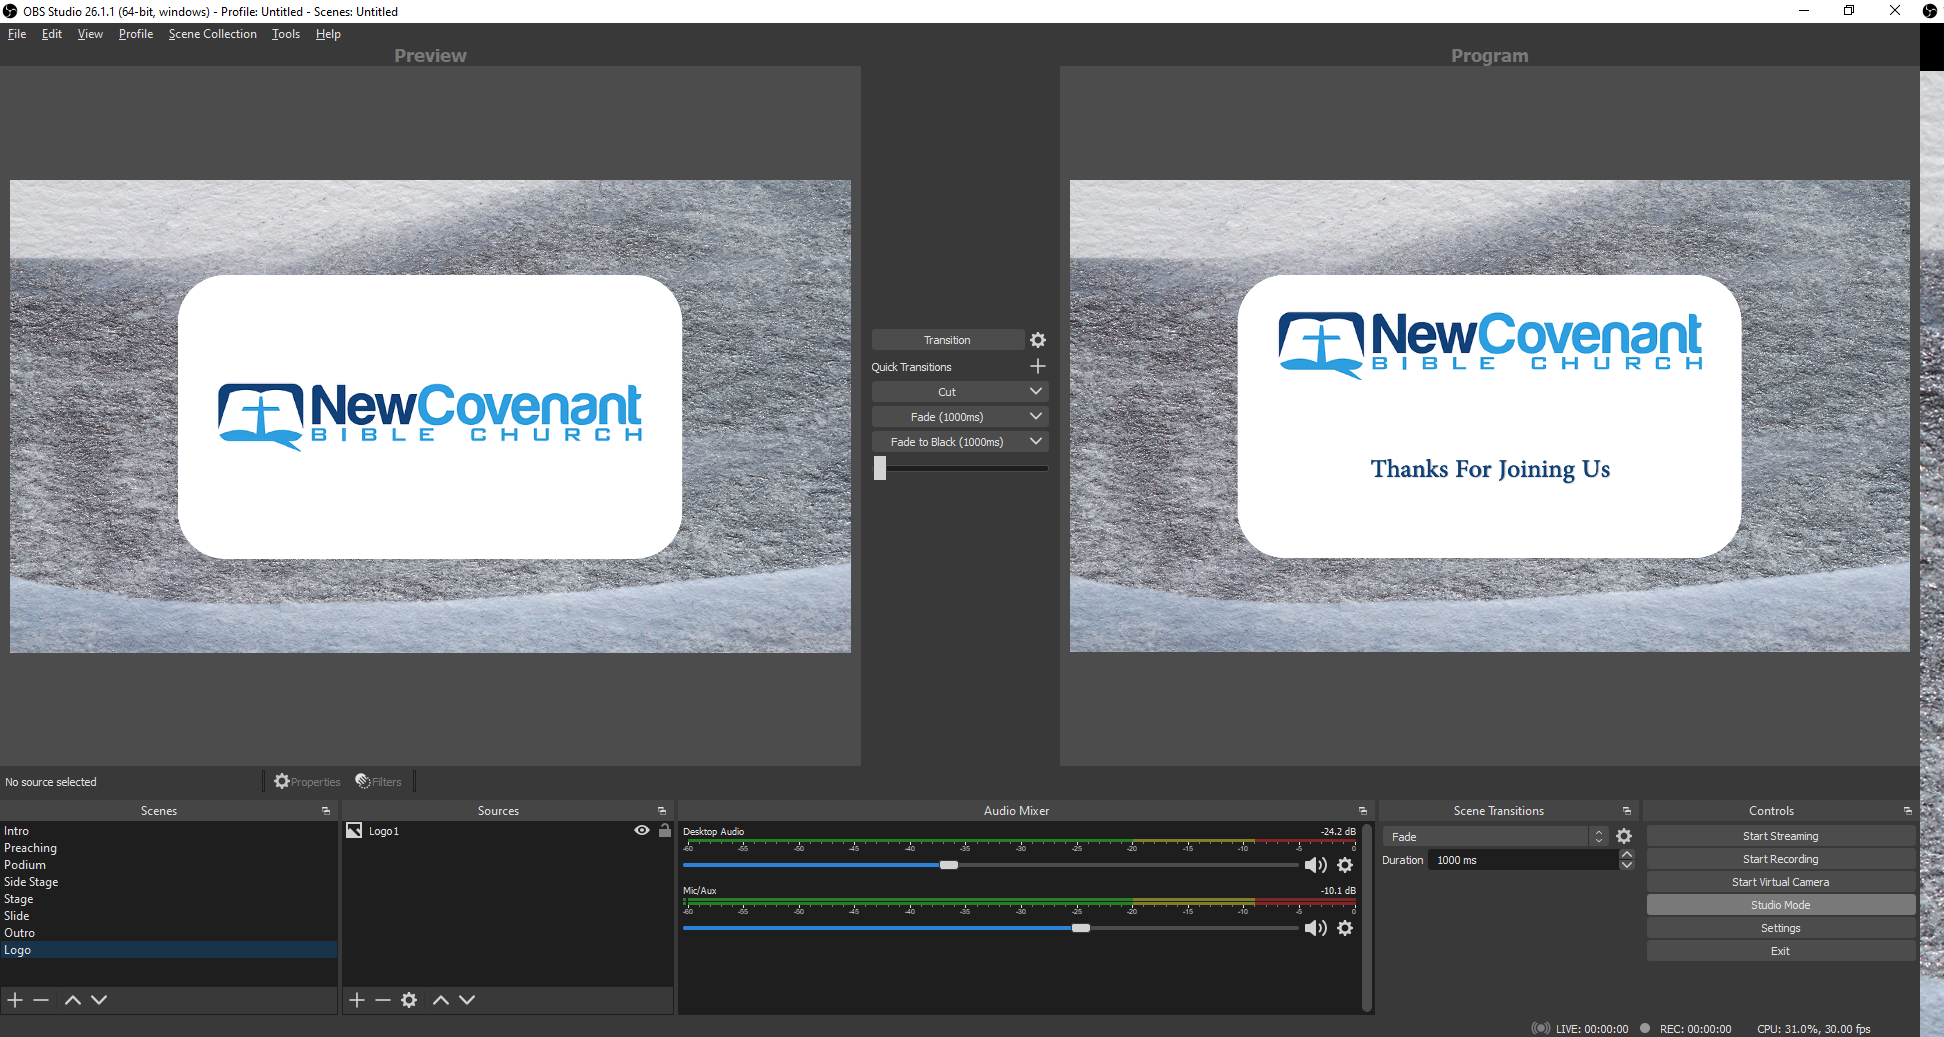 OBS Studio 26.1.1 (64-bit, windows) - Profile: Untitled - Scenes: Untitled
File Edit View Profile Scene Collection Tools Help
Preview
Program
NewCovenant
BIBLE CHURCH
Transition
Quick Transitions
Cut
Fade (1000ms)
Fade to Black (1000ms)
NewCovenant
BIBLE CHURCH
Thanks For Joining Us
No source selected
Properties
Filters
Scenes
Intro
Preaching
Podium
Side Stage
Stage
Slide
Outro
Logo
Sources
Logo1
Audio Mixer
Desktop Audio -24.2 dB
-60 -55 -50 -45 -40 -35 -30 -25 -20 -15 -10 -5 0
Mic/Aux -10.1 dB
-60 -55 -50 -45 -40 -35 -30 -25 -20 -15 -10 -5 0
Scene Transitions
Fade
Duration 1000 ms
Controls
Start Streaming
Start Recording
Start Virtual Camera
Studio Mode
Settings
Exit
LIVE: 00:00:00 REC: 00:00:00 CPU: 31.0%, 30.00 fps